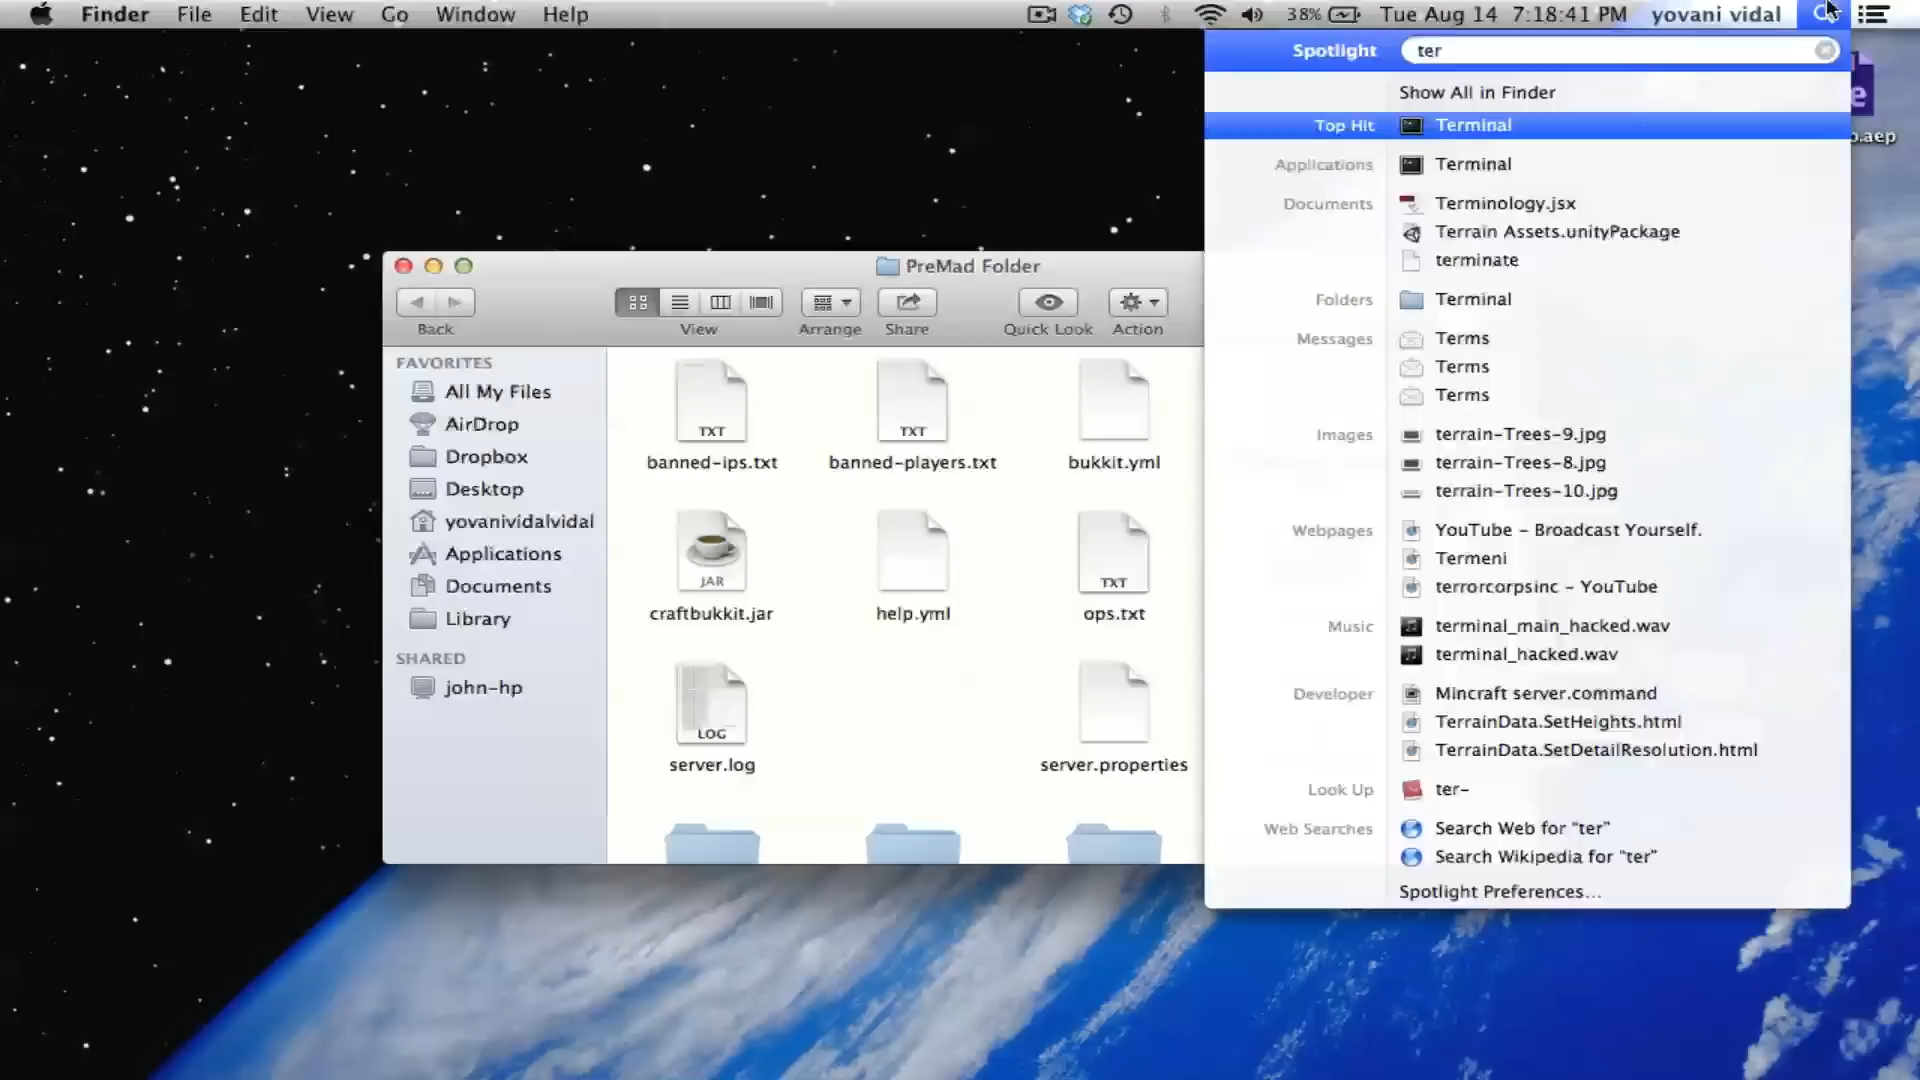 Finder File Edit View Go Window Help 38% Tue Aug 14 7:18:41 PM yovani vidal
Spotlight ter
Show All in Finder
Top Hit Terminal
Applications Terminal
Documents Terminology.jsx
Terrain Assets.unityPackage
terminate
Folders Terminal
Messages Terms
Terms
Terms
Images terrain-Trees-9.jpg
terrain-Trees-8.jpg
terrain-Trees-10.jpg
Webpages YouTube - Broadcast Yourself.
Termeni
terrorcorpsinc - YouTube
Music terminal_main_hacked.wav
terminal_hacked.wav
Developer Mincraft server.command
TerrainData.SetHeights.html
TerrainData.SetDetailResolution.html
Look Up ter-
Web Searches Search Web for "ter"
Search Wikipedia for "ter"
Spotlight Preferences...
PreMad Folder
Back View Arrange Share Quick Look Action
FAVORITES
All My Files
AirDrop
Dropbox
Desktop
yovanividalvidal
Applications
Documents
Library
SHARED
john-hp
TXT TXT
banned-ips.txt banned-players.txt bukkit.yml
JAR TXT
craftbukkit.jar help.yml ops.txt
LOG
server.log server.properties
e
.aep